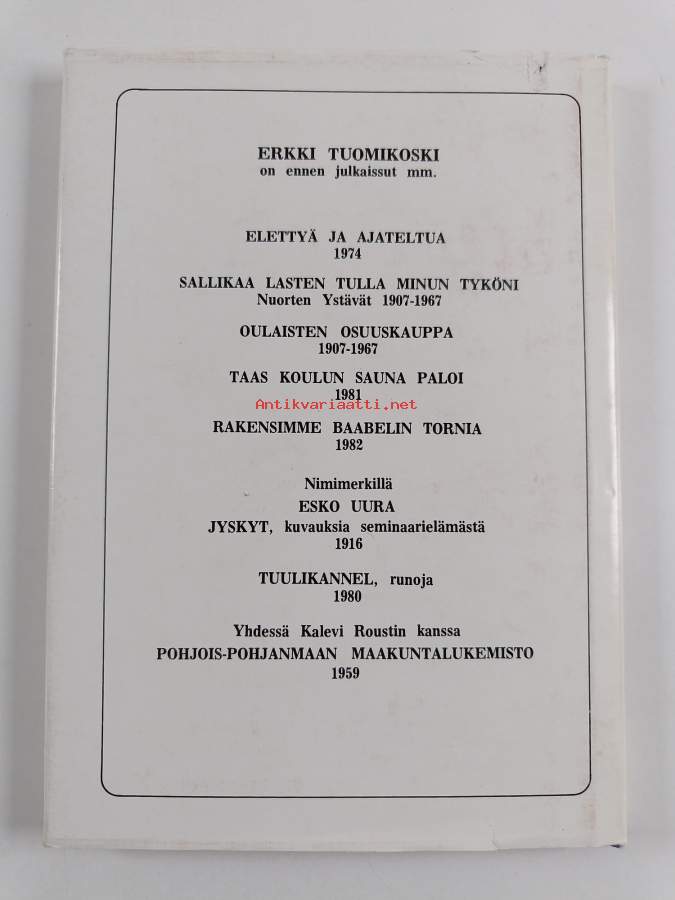 ERKKI TUOMIKOSKI
on ennen julkaissut mm.
ELETTYÄ JA AJATELTUA
1974
SALLIKAA LASTEN TULLA MINUN TYKÖNI
Nuorten Ystävät 1907-1967
OULAISTEN OSUUSKAUPPA
1907-1967
TAAS KOULUN SAUNA PALOI
1981
Antikvariaatti.net
RAKENSIMME BAABELIN TORNIA
1982
Nimimerkillä
ESKO UURA
JYSKYT, kuvauksia seminaarielämästä
1916
TUULIKANNEL, runoja
1980
Yhdessä Kalevi Roustin kanssa
POHJOIS-POHJANMAAN MAAKUNTALUKEMISTO
1959